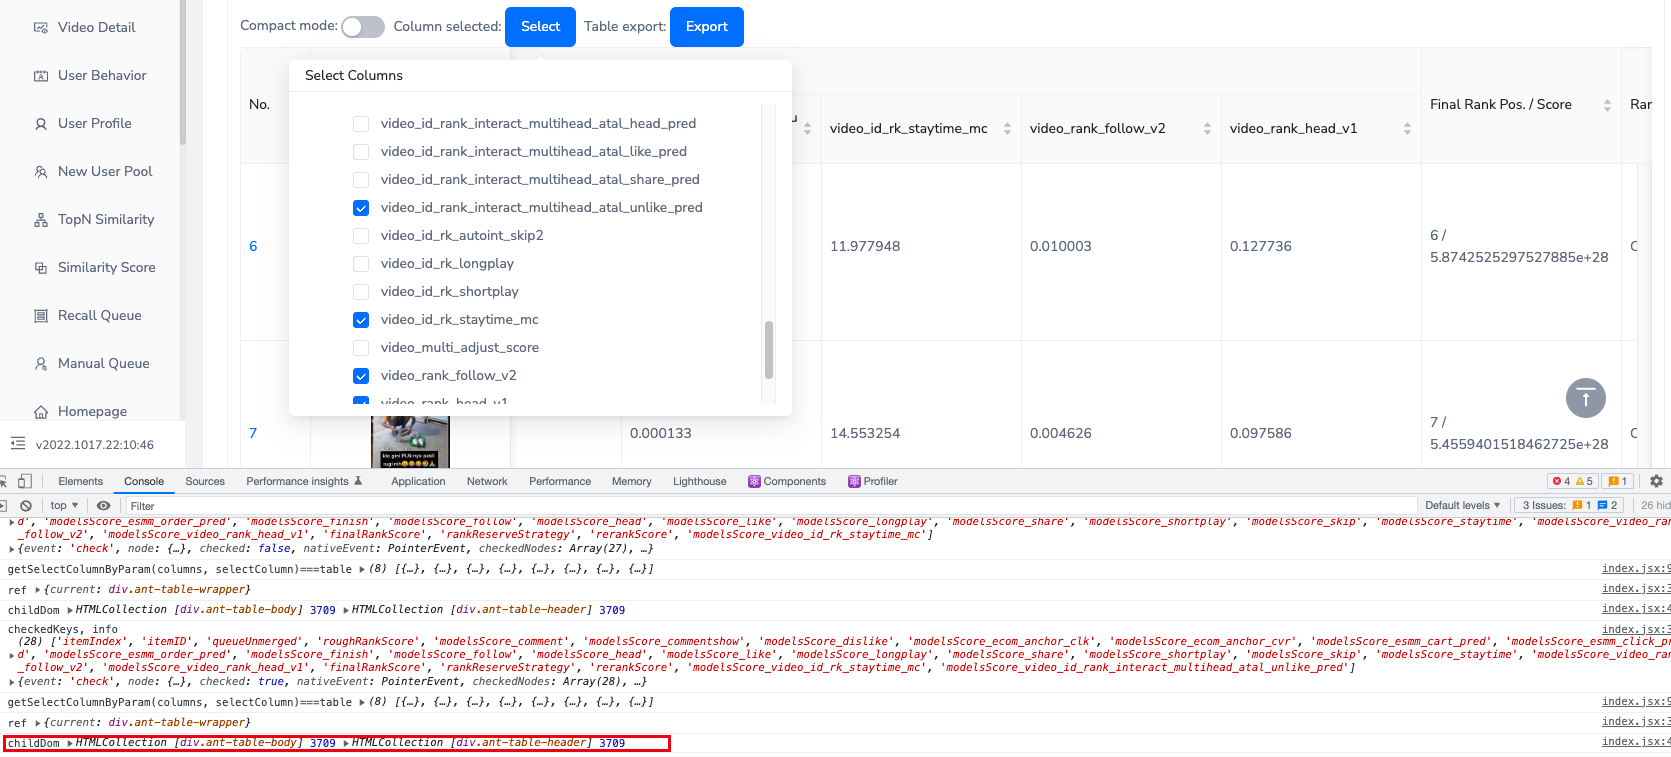 Video Detail
User Behavior
User Profile
New User Pool
TopN Similarity
Similarity Score
Recall Queue
Manual Queue
Homepage
v2022.1017.22:10:46
Compact mode: Column selected: Select Table export: Export
Select Columns
video_id_rank_interact_multihead_atal_head_pred
video_id_rank_interact_multihead_atal_like_pred
video_id_rank_interact_multihead_atal_share_pred
video_id_rank_interact_multihead_atal_unlike_pred
video_id_rk_autoint_skip2
video_id_rk_longplay
video_id_rk_shortplay
video_id_rk_staytime_mc
video_multi_adjust_score
video_rank_follow_v2
video_rank_head_v1
No. u video_id_rk_staytime_mc video_rank_follow_v2 video_rank_head_v1 Final Rank Pos. / Score Rar
6 11.977948 0.010003 0.127736 6 /
5.8742525297527885e+28
7 0.000133 14.553254 0.004626 0.097586 7 /
5.4559401518462725e+28
klo gini PLN nya pasti
rugi nih
Elements Console Sources Performance insights Application Network Performance Memory Lighthouse Components Profiler 4 5 1
top Filter Default levels 3 Issues: 1 2 26 hid
d', 'modelsScore_esmm_order_pred', 'modelsScore_finish', 'modelsScore_follow', 'modelsScore_head', 'modelsScore_like', 'modelsScore_longplay', 'modelsScore_share', 'modelsScore_shortplay', 'modelsScore_skip', 'modelsScore_staytime', 'modelsScore_video_ran
_follow_v2', 'modelsScore_video_rank_head_v1', 'finalRankScore', 'rankReserveStrategy', 'rerankScore', 'modelsScore_video_id_rk_staytime_mc']
{event: 'check', node: {…}, checked: false, nativeEvent: PointerEvent, checkedNodes: Array(27), …}
getSelectColumnByParam(columns, selectColumn)===table (8) [{…}, {…}, {…}, {…}, {…}, {…}, {…}, {…}] index.jsx:9
ref {current: div.ant-table-wrapper} index.jsx:3
childDom HTMLCollection [div.ant-table-body] 3709 HTMLCollection [div.ant-table-header] 3709 index.jsx:4
checkedKeys, info index.jsx:3
(28) ['itemIndex', 'itemID', 'queueUnmerged', 'roughRankScore', 'modelsScore_comment', 'modelsScore_commentshow', 'modelsScore_dislike', 'modelsScore_ecom_anchor_clk', 'modelsScore_ecom_anchor_cvr', 'modelsScore_esmm_cart_pred', 'modelsScore_esmm_click_pr
d', 'modelsScore_esmm_order_pred', 'modelsScore_finish', 'modelsScore_follow', 'modelsScore_head', 'modelsScore_like', 'modelsScore_longplay', 'modelsScore_share', 'modelsScore_shortplay', 'modelsScore_skip', 'modelsScore_staytime', 'modelsScore_video_ran
_follow_v2', 'modelsScore_video_rank_head_v1', 'finalRankScore', 'rankReserveStrategy', 'rerankScore', 'modelsScore_video_id_rk_staytime_mc', 'modelsScore_video_id_rank_interact_multihead_atal_unlike_pred']
{event: 'check', node: {…}, checked: true, nativeEvent: PointerEvent, checkedNodes: Array(28), …}
getSelectColumnByParam(columns, selectColumn)===table (8) [{…}, {…}, {…}, {…}, {…}, {…}, {…}, {…}] index.jsx:9
ref {current: div.ant-table-wrapper} index.jsx:3
childDom HTMLCollection [div.ant-table-body] 3709 HTMLCollection [div.ant-table-header] 3709 index.jsx:4